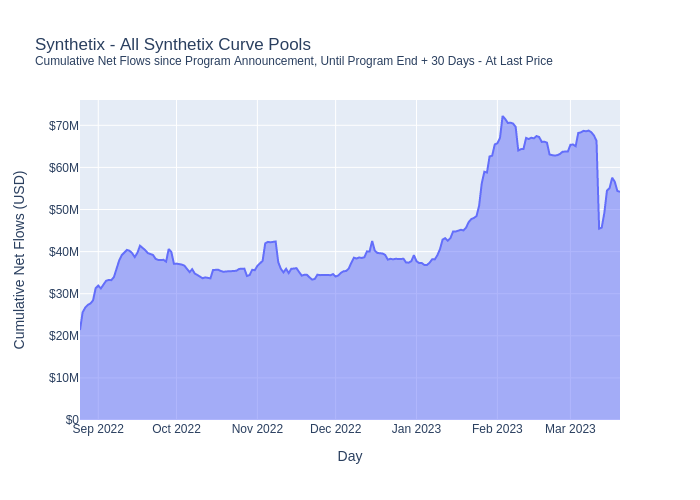 Synthetix - All Synthetix Curve Pools
Cumulative Net Flows since Program Announcement, Until Program End + 30 Days - At Last Price
Cumulative Net Flows (USD)
$70M
$60M
$50M
$40M
$30M
$20M
$10M
$0
Sep 2022
Oct 2022
Nov 2022
Dec 2022
Jan 2023
Feb 2023
Mar 2023
Day